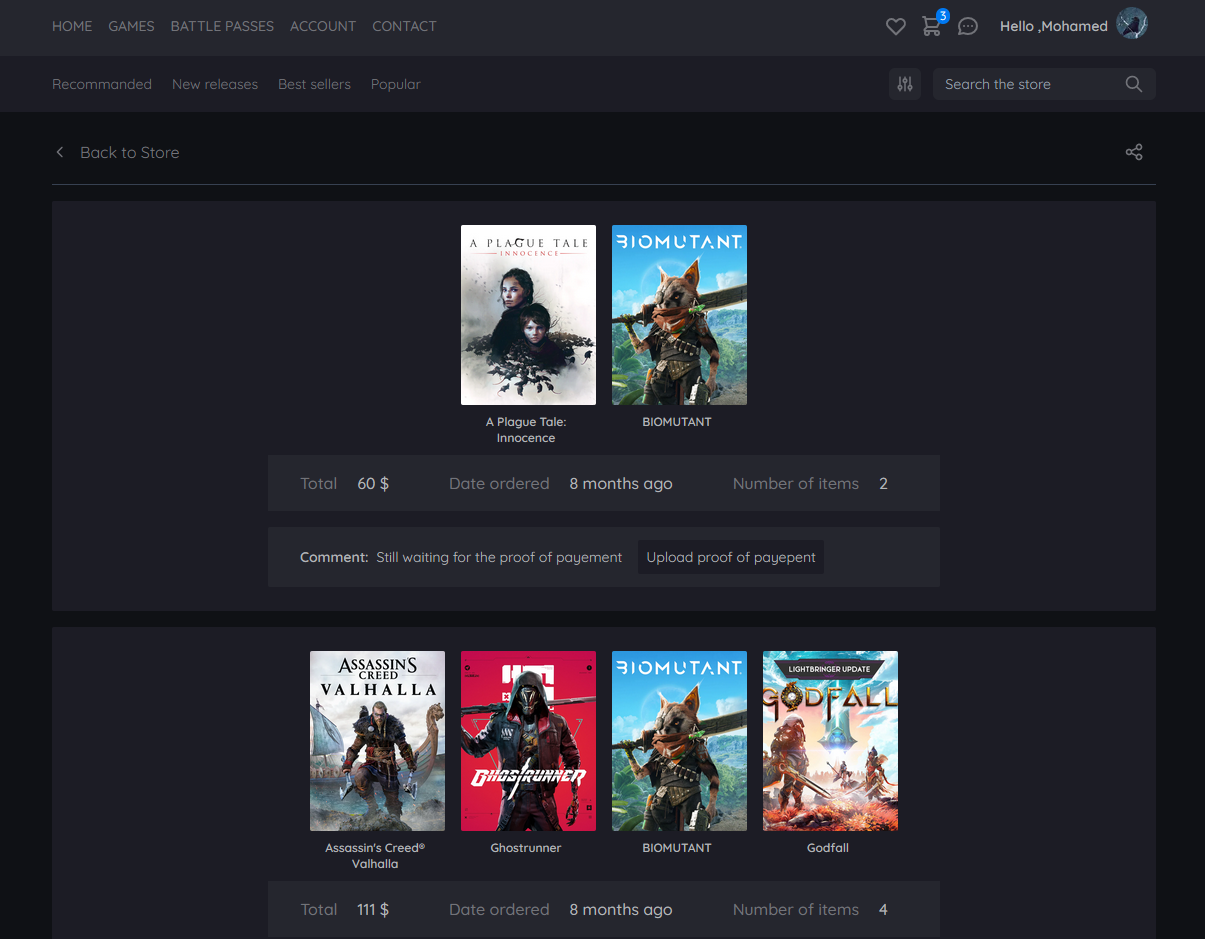 HOME GAMES BATTLE PASSES ACCOUNT CONTACT 3 Hello ,Mohamed
Recommanded New releases Best sellers Popular Search the store
Back to Store
A PLAGUE TALE
INNOCENCE
BIOMUTANT
A Plague Tale:
Innocence
BIOMUTANT
Total 60 $ Date ordered 8 months ago Number of items 2
Comment: Still waiting for the proof of payement Upload proof of payepent
ASSASSIN'S
CREED
VALHALLA
GHOSTRUNNER
BIOMUTANT
LIGHTBRINGER UPDATE
GODFALL
Assassin's Creed®
Valhalla
Ghostrunner
BIOMUTANT
Godfall
Total 111 $ Date ordered 8 months ago Number of items 4